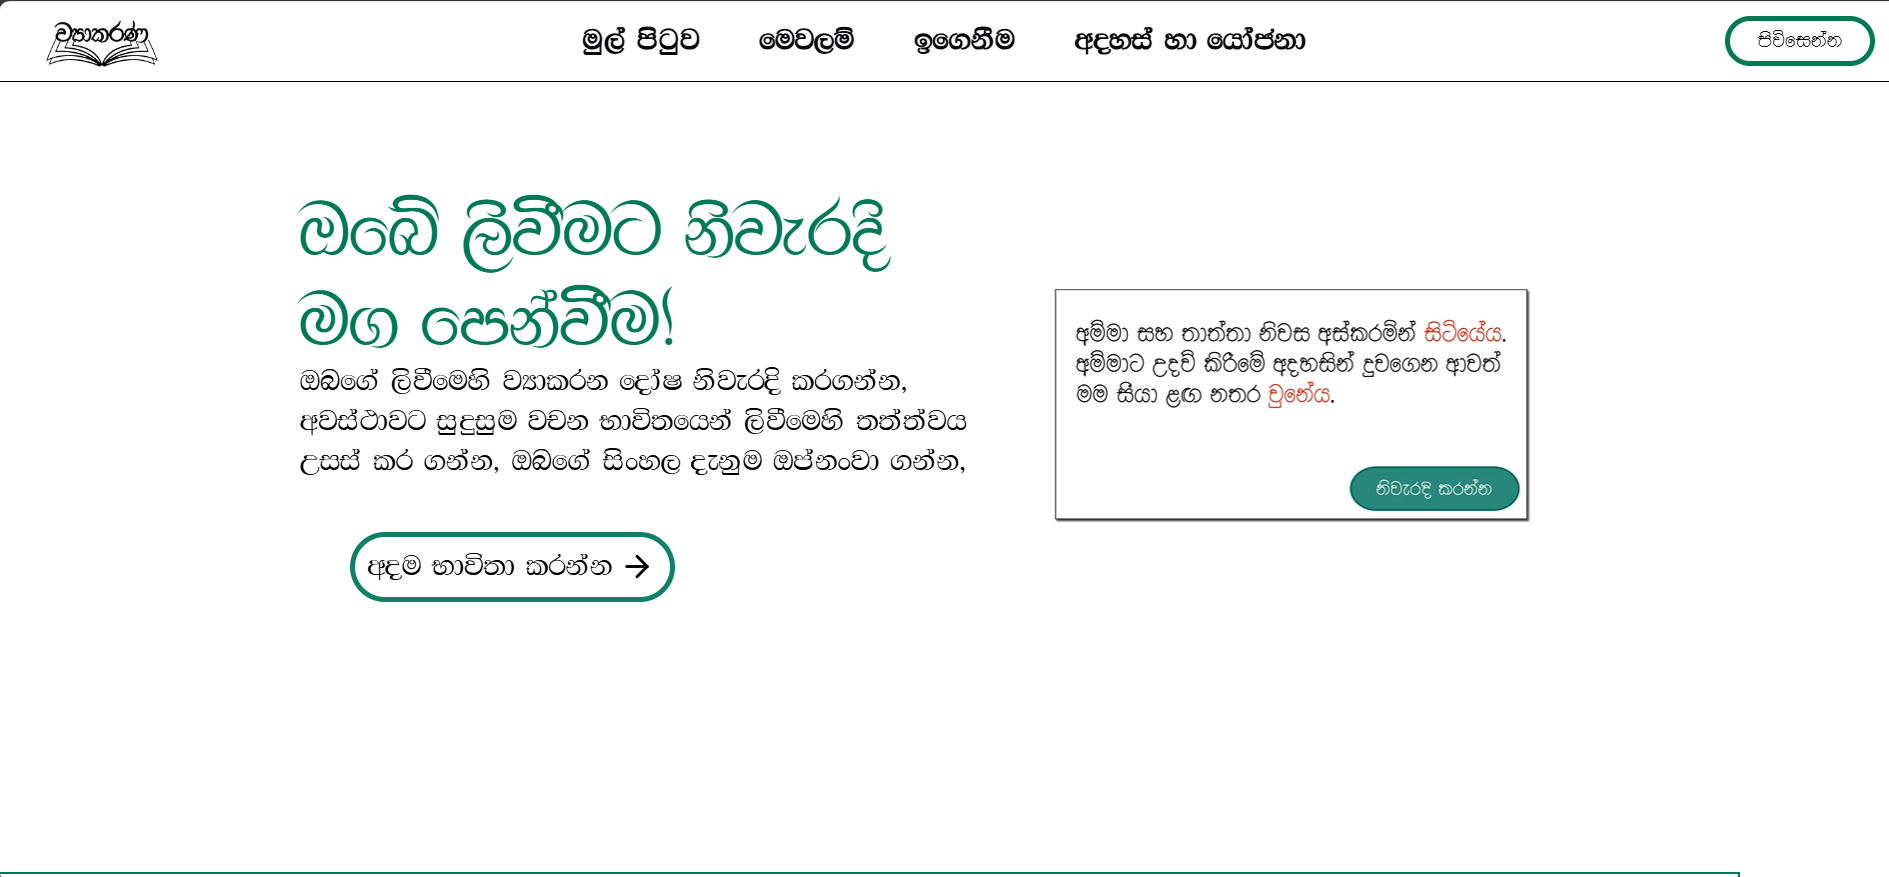 ව්‍යාකරණ
මුල් පිටුව
මෙවලම්
ඉගෙනීම
අදහස් හා යෝජනා
පිවිසෙන්න
ඔබේ ලිවීමට නිවැරදි
මග පෙන්වීම!
ඔබගේ ලිවීමෙහි ව්‍යාකරන දෝෂ නිවැරදි කරගන්න,
අවස්ථාවට සුදුසුම වචන භාවිතයෙන් ලිවීමෙහි තත්ත්වය
උසස් කර ගන්න, ඔබගේ සිංහල දැනුම ඔප්නංවා ගන්න,
අදම භාවිතා කරන්න →
අම්මා සහ තාත්තා නිවස අස්කරමින් සිටියේය.
අම්මාට උදව් කිරීමේ අදහසින් දුවගෙන ආවත්
මම සීයා ළඟ නතර වුනේය.
නිවැරදි කරන්න